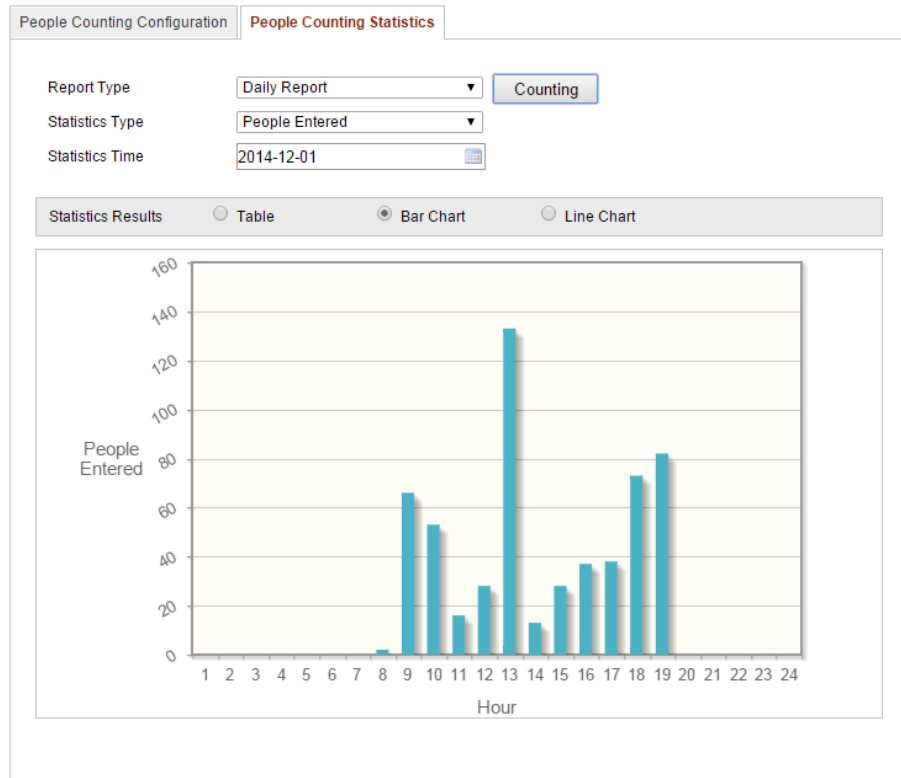 People Counting Configuration People Counting Statistics
Report Type Daily Report Counting
Statistics Type People Entered
Statistics Time 2014-12-01
Statistics Results Table Bar Chart Line Chart
160
140
120
100
People
Entered
80
60
40
20
0
1 2 3 4 5 6 7 8 9 10 11 12 13 14 15 16 17 18 19 20 21 22 23 24
Hour